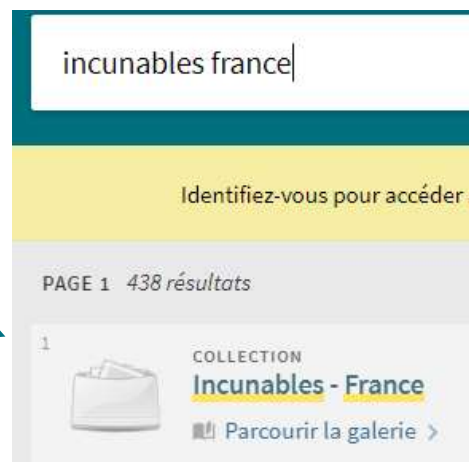 incunables france
Identifiez-vous pour accéder
PAGE 1 438 résultats
1
COLLECTION
Incunables - France
Parcourir la galerie >